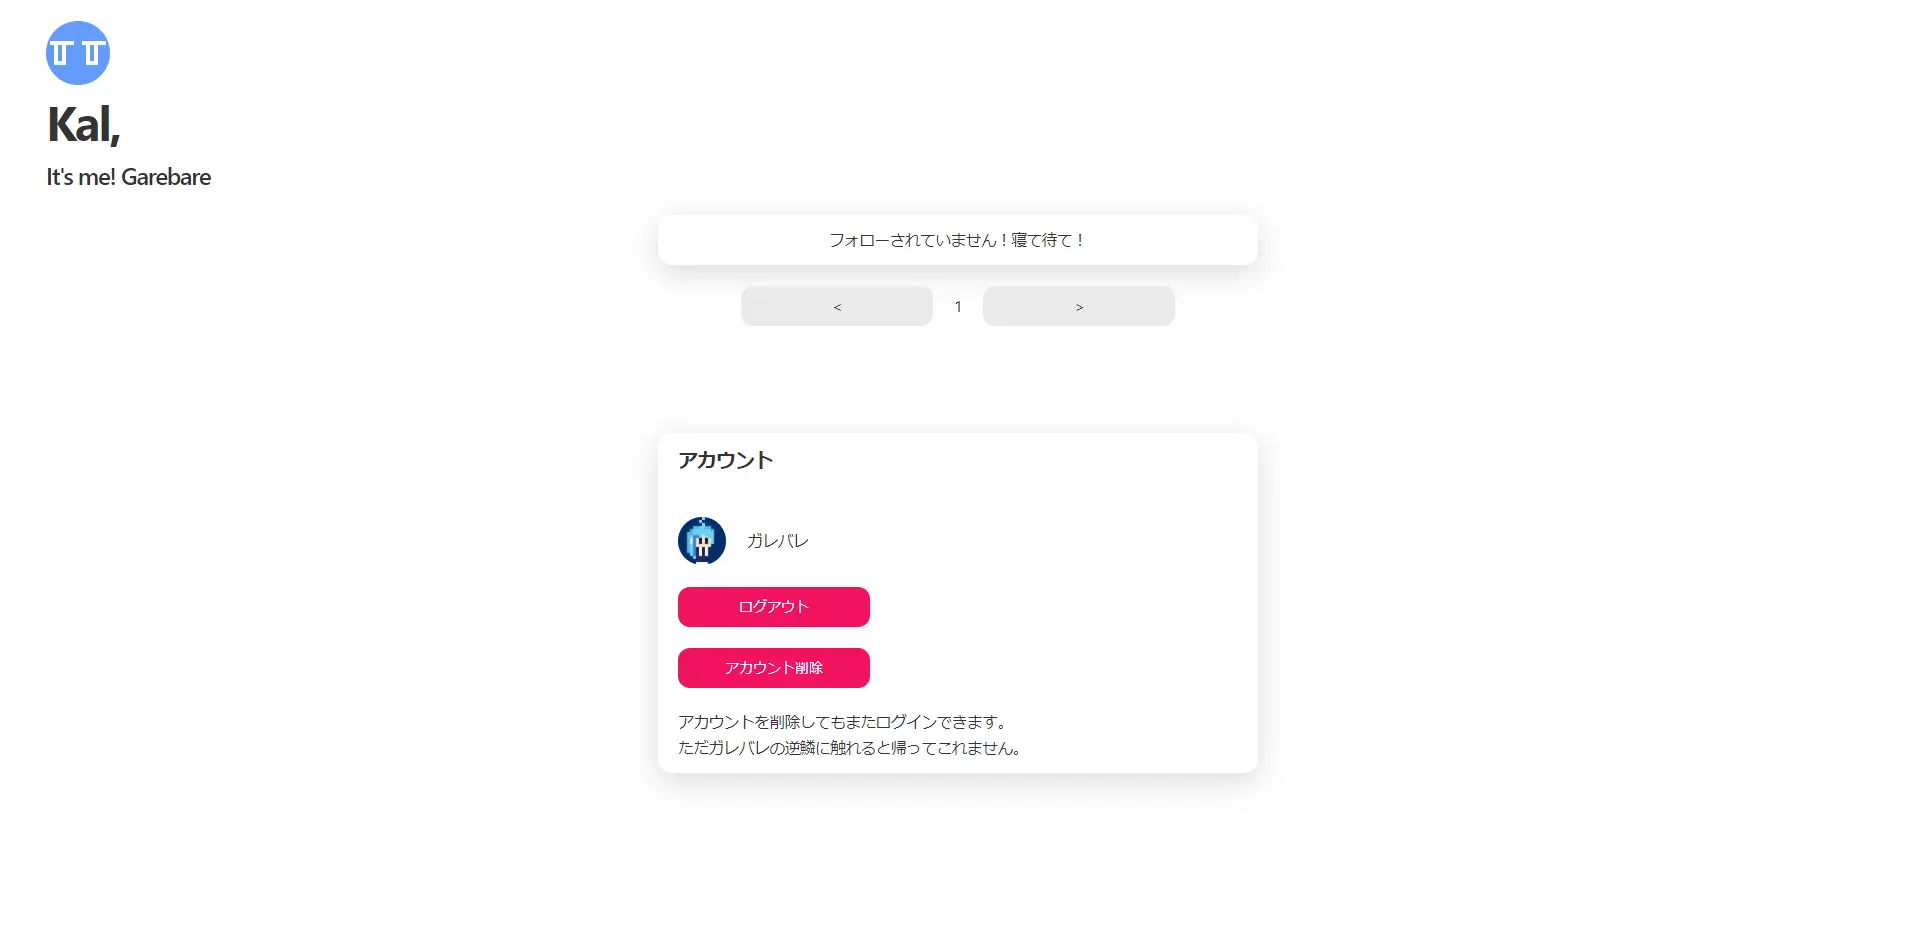 Kal,
It's me! Garebare
フォローされていません！寝て待て！
< 1 >
アカウント
ガレバレ
ログアウト
アカウント削除
アカウントを削除してもまたログインできます。
ただガレバレの逆鱗に触れると帰ってこれません。